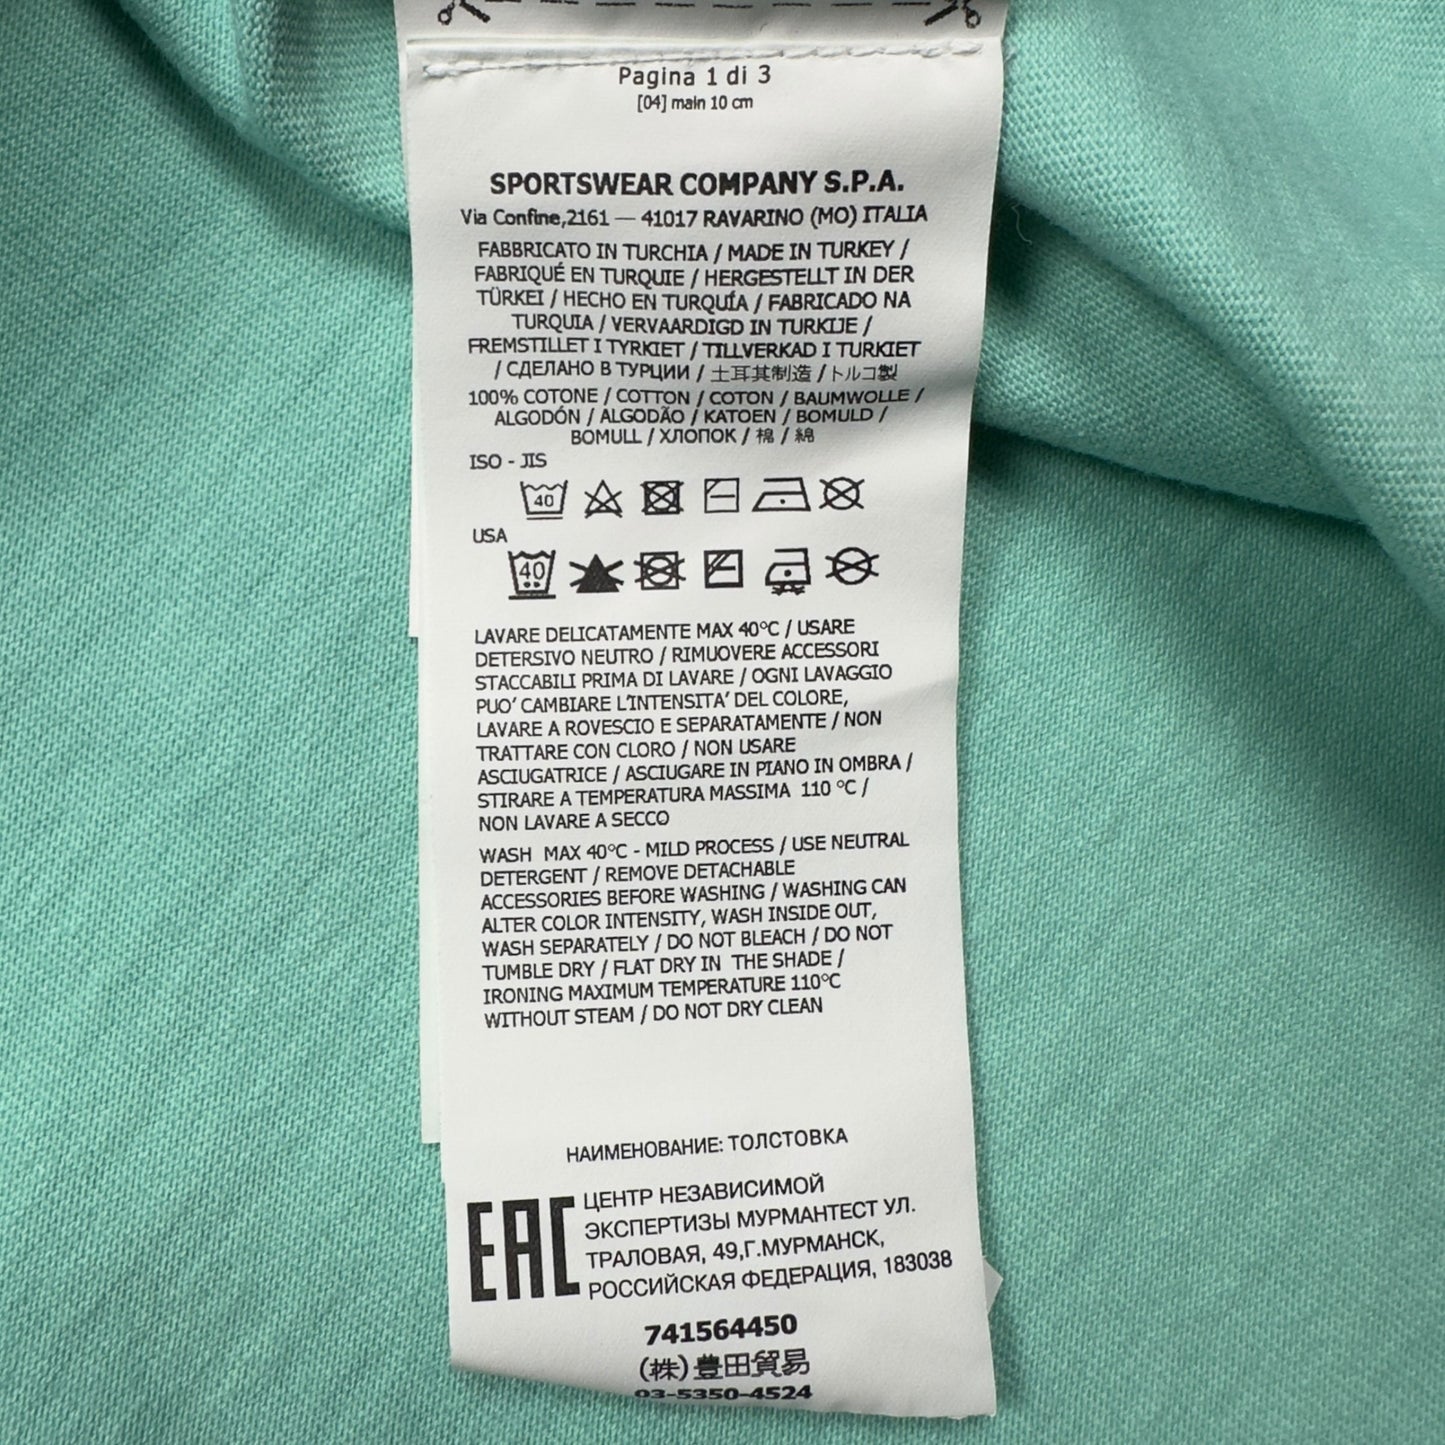 Pagina 1 di 3
[04] main 10 cm
SPORTSWEAR COMPANY S.P.A.
Via Confine,2161 — 41017 RAVARINO (MO) ITALIA
FABBRICATO IN TURCHIA / MADE IN TURKEY /
FABRIQUÉ EN TURQUIE / HERGESTELLT IN DER
TÜRKEI / HECHO EN TURQUÍA / FABRICADO NA
TURQUIA / VERVAARDIGD IN TURKIJE /
FREMSTILLET I TYRKIET / TILLVERKAD I TURKIET
/ СДЕЛАНО В ТУРЦИИ / 土耳其制造 / トルコ製
100% COTONE / COTTON / COTON / BAUMWOLLE /
ALGODÓN / ALGODÃO / KATOEN / BOMULD /
BOMULL / ХЛОПОК / 棉 / 綿
ISO - JIS
40
USA
40
LAVARE DELICATAMENTE MAX 40°C / USARE
DETERSIVO NEUTRO / RIMUOVERE ACCESSORI
STACCABILI PRIMA DI LAVARE / OGNI LAVAGGIO
PUO' CAMBIARE L'INTENSITA' DEL COLORE,
LAVARE A ROVESCIO E SEPARATAMENTE / NON
TRATTARE CON CLORO / NON USARE
ASCIUGATRICE / ASCIUGARE IN PIANO IN OMBRA /
STIRARE A TEMPERATURA MASSIMA 110 °C /
NON LAVARE A SECCO
WASH MAX 40°C - MILD PROCESS / USE NEUTRAL
DETERGENT / REMOVE DETACHABLE
ACCESSORIES BEFORE WASHING / WASHING CAN
ALTER COLOR INTENSITY, WASH INSIDE OUT,
WASH SEPARATELY / DO NOT BLEACH / DO NOT
TUMBLE DRY / FLAT DRY IN THE SHADE /
IRONING MAXIMUM TEMPERATURE 110°C
WITHOUT STEAM / DO NOT DRY CLEAN
НАИМЕНОВАНИЕ: ТОЛСТОВКА
EAC
ЦЕНТР НЕЗАВИСИМОЙ
ЭКСПЕРТИЗЫ МУРМАНТЕСТ УЛ.
ТРАЛОВАЯ, 49,Г.МУРМАНСК,
РОССИЙСКАЯ ФЕДЕРАЦИЯ, 183038
741564450
(株)豊田貿易
03-5350-4524